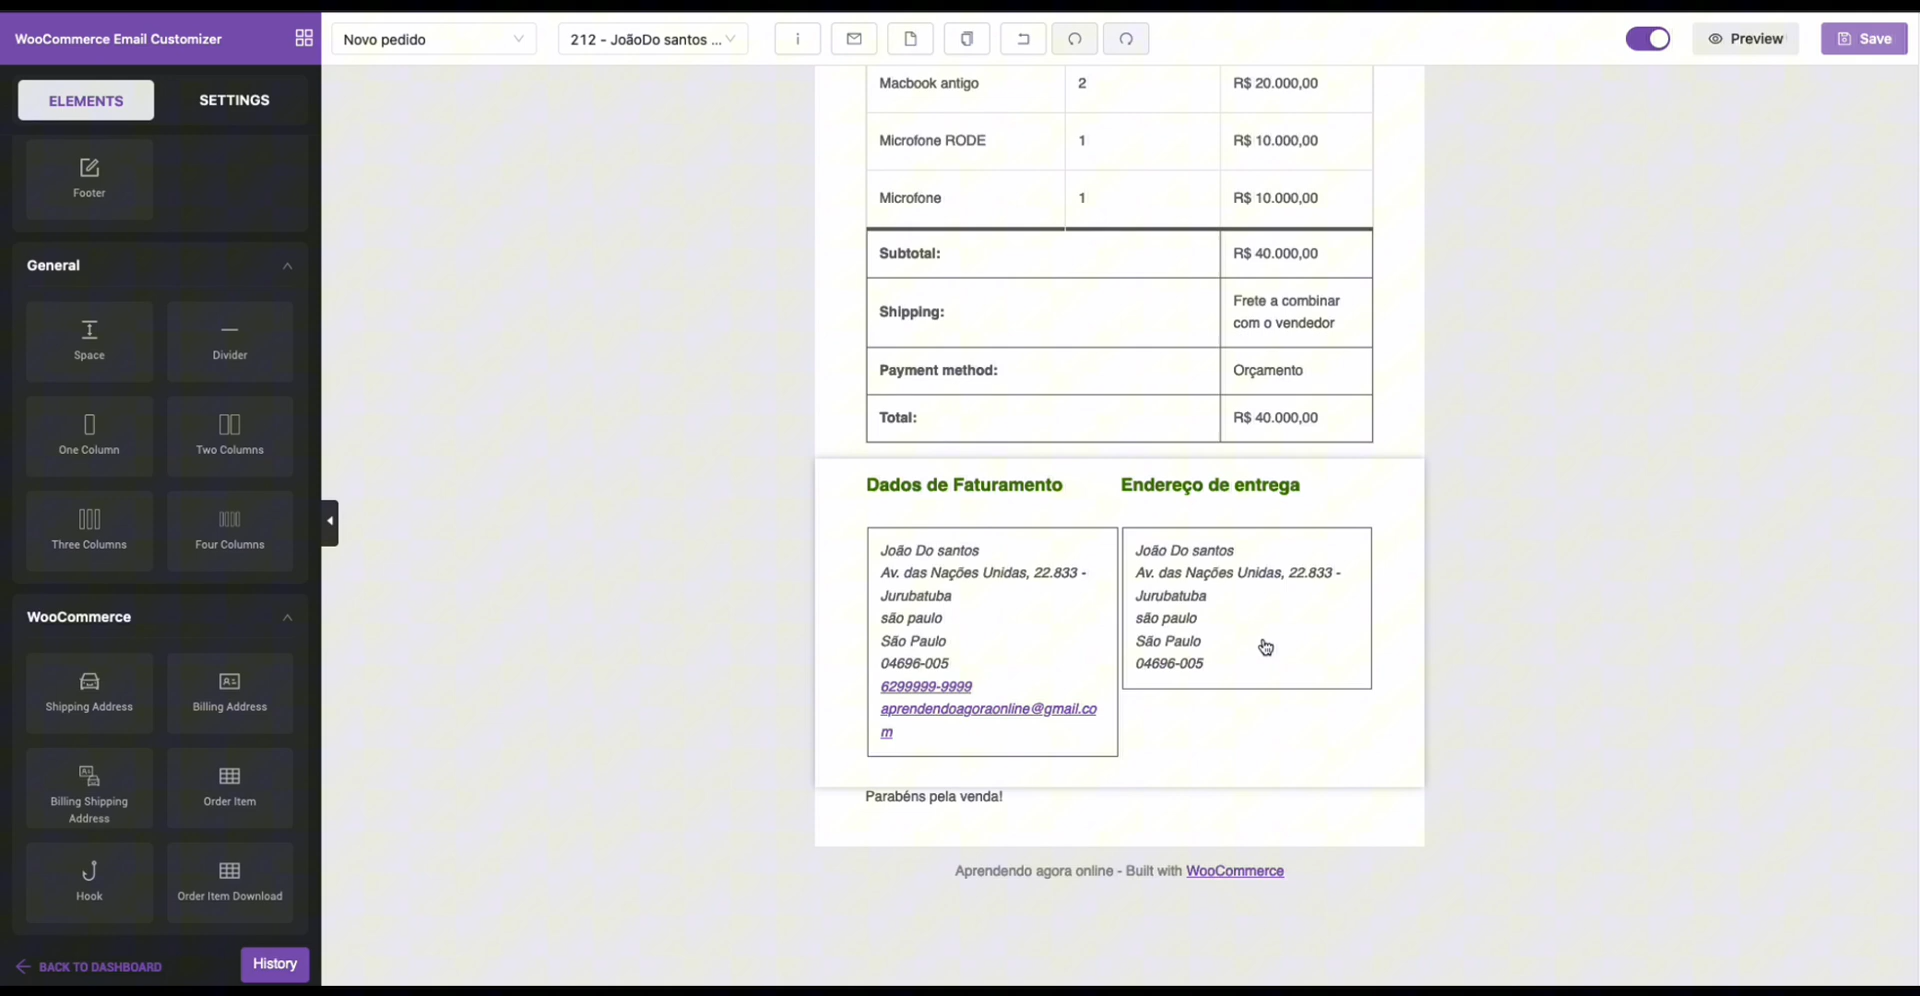 WooCommerce Email Customizer
Novo pedido
212 - JoãoDo santos ...
Preview
Save
ELEMENTS
SETTINGS
Footer
General
Space
Divider
One Column
Two Columns
Three Columns
Four Columns
WooCommerce
Shipping Address
Billing Address
Billing Shipping
Address
Order Item
Hook
Order Item Download
BACK TO DASHBOARD
History
Macbook antigo 2 R$ 20.000,00
Microfone RODE 1 R$ 10.000,00
Microfone 1 R$ 10.000,00
Subtotal: R$ 40.000,00
Shipping: Frete a combinar
com o vendedor
Payment method: Orçamento
Total: R$ 40.000,00
Dados de Faturamento
João Do santos
Av. das Nações Unidas, 22.833 -
Jurubatuba
são paulo
São Paulo
04696-005
6299999-9999
aprendendoagoraonline@gmail.co
m
Endereço de entrega
João Do santos
Av. das Nações Unidas, 22.833 -
Jurubatuba
são paulo
São Paulo
04696-005
Parabéns pela venda!
Aprendendo agora online - Built with WooCommerce